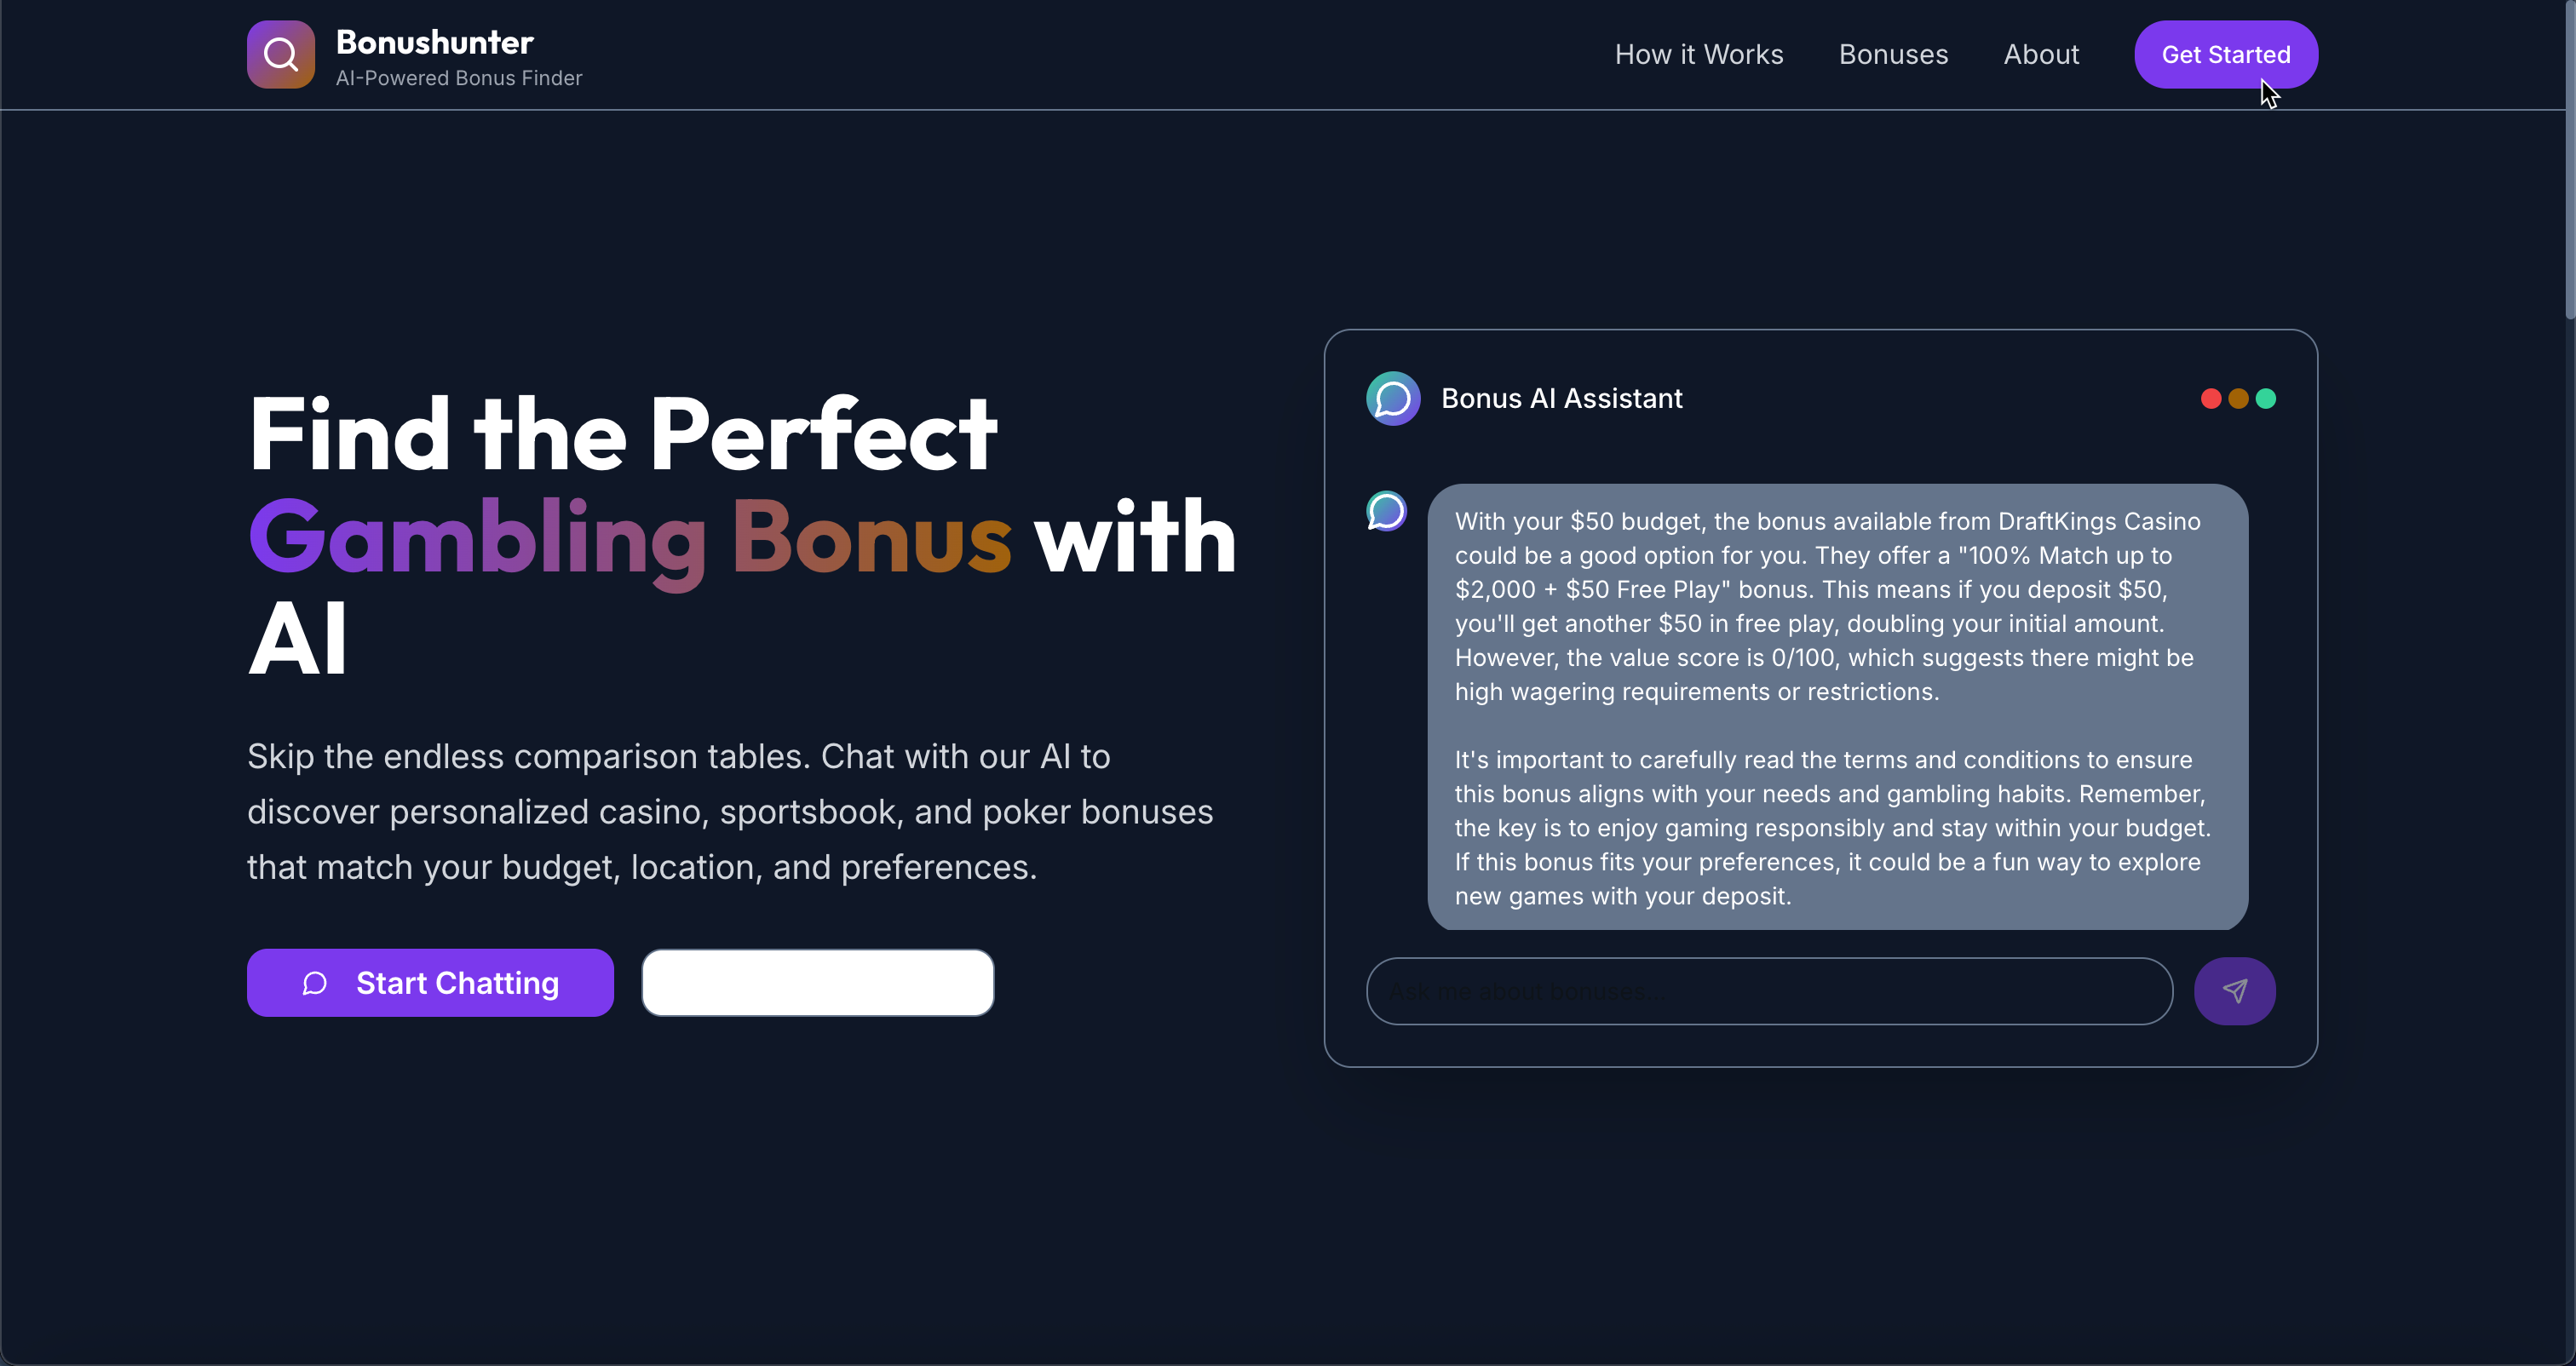 Bonushunter
AI-Powered Bonus Finder
How it Works
Bonuses
About
Get Started
Find the Perfect
Gambling Bonus with
AI
Skip the endless comparison tables. Chat with our AI to
discover personalized casino, sportsbook, and poker bonuses
that match your budget, location, and preferences.
Start Chatting
Bonus AI Assistant
With your $50 budget, the bonus available from DraftKings Casino
could be a good option for you. They offer a "100% Match up to
$2,000 + $50 Free Play" bonus. This means if you deposit $50,
you'll get another $50 in free play, doubling your initial amount.
However, the value score is 0/100, which suggests there might be
high wagering requirements or restrictions.
It's important to carefully read the terms and conditions to ensure
this bonus aligns with your needs and gambling habits. Remember,
the key is to enjoy gaming responsibly and stay within your budget.
If this bonus fits your preferences, it could be a fun way to explore
new games with your deposit.
Ask me about bonuses...